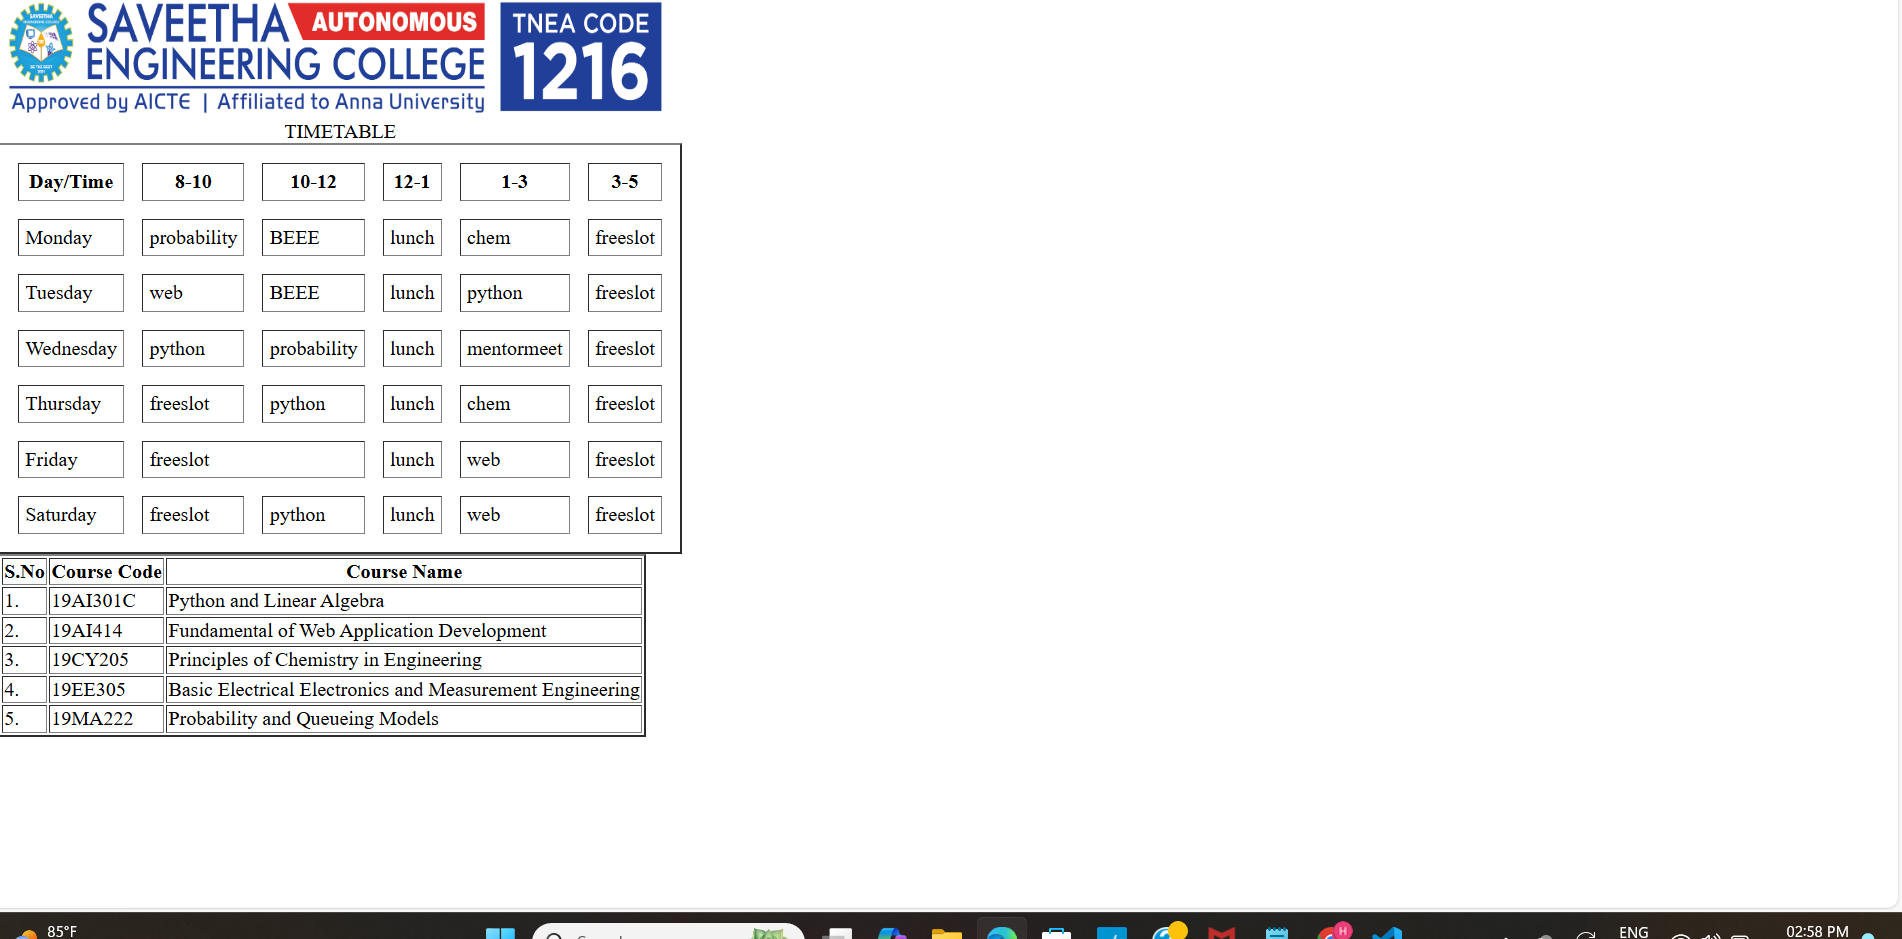 SAVEETHA AUTONOMOUS
ENGINEERING COLLEGE
Approved by AICTE | Affiliated to Anna University
TNEA CODE
1216
TIMETABLE
Day/Time 8-10 10-12 12-1 1-3 3-5
Monday probability BEEE lunch chem freeslot
Tuesday web BEEE lunch python freeslot
Wednesday python probability lunch mentormeet freeslot
Thursday freeslot python lunch chem freeslot
Friday freeslot lunch web freeslot
Saturday freeslot python lunch web freeslot
S.No Course Code Course Name
1. 19AI301C Python and Linear Algebra
2. 19AI414 Fundamental of Web Application Development
3. 19CY205 Principles of Chemistry in Engineering
4. 19EE305 Basic Electrical Electronics and Measurement Engineering
5. 19MA222 Probability and Queueing Models
85°F
H
ENG
02:58 PM